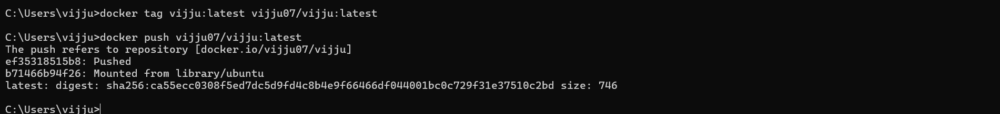 C:\Users\vijju>docker tag vijju:latest vijju07/vijju:latest
C:\Users\vijju>docker push vijju07/vijju:latest
The push refers to repository [docker.io/vijju07/vijju]
ef35318515b8: Pushed
b71466b94f26: Mounted from library/ubuntu
latest: digest: sha256:ca55ecc0308f5ed7dc5d9fd4c8b4e9f66466df044001bc0c729f31e37510c2bd size: 746
C:\Users\vijju>